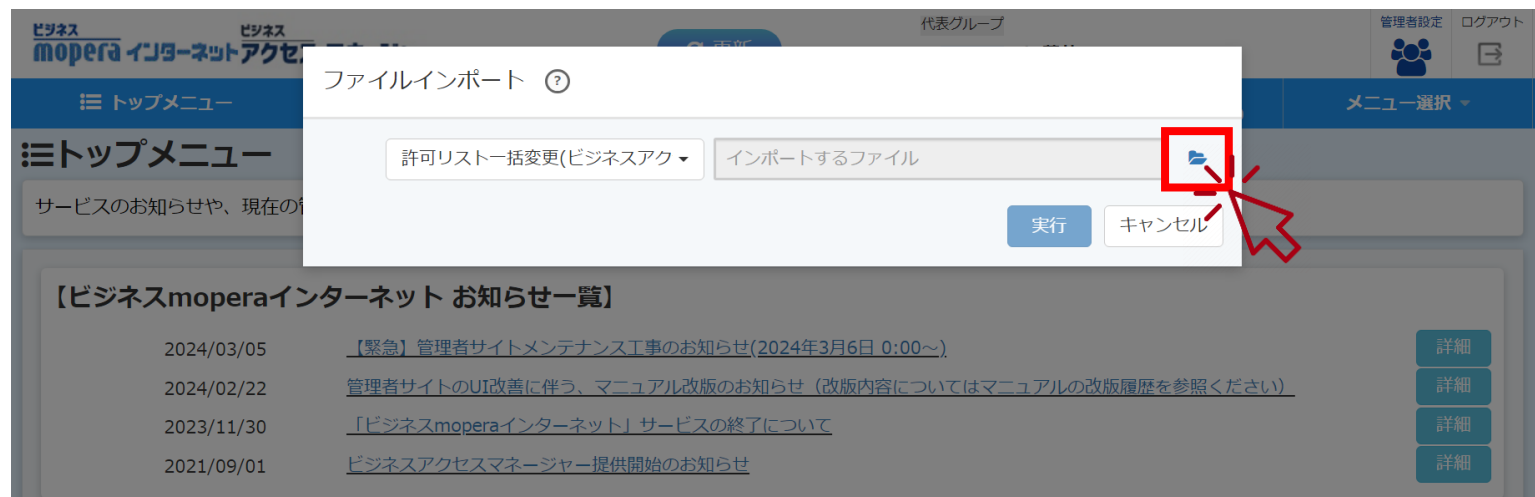 ビジネス ビジネス
mopera インターネット アクセス
更新
代表グループ
管理者設定 ログアウト
ファイルインポート ?
トップメニュー
メニュー選択
トップメニュー
許可リスト一括変更(ビジネスアク インポートするファイル
サービスのお知らせや、現在の
実行 キャンセル
【ビジネスmoperaインターネット お知らせ一覧】
2024/03/05 【緊急】管理者サイトメンテナンス工事のお知らせ(2024年3月6日 0:00～) 詳細
2024/02/22 管理者サイトのUI改善に伴う、マニュアル改版のお知らせ（改版内容についてはマニュアルの改版履歴を参照ください） 詳細
2023/11/30 「ビジネスmoperaインターネット」サービスの終了について 詳細
2021/09/01 ビジネスアクセスマネージャー提供開始のお知らせ 詳細